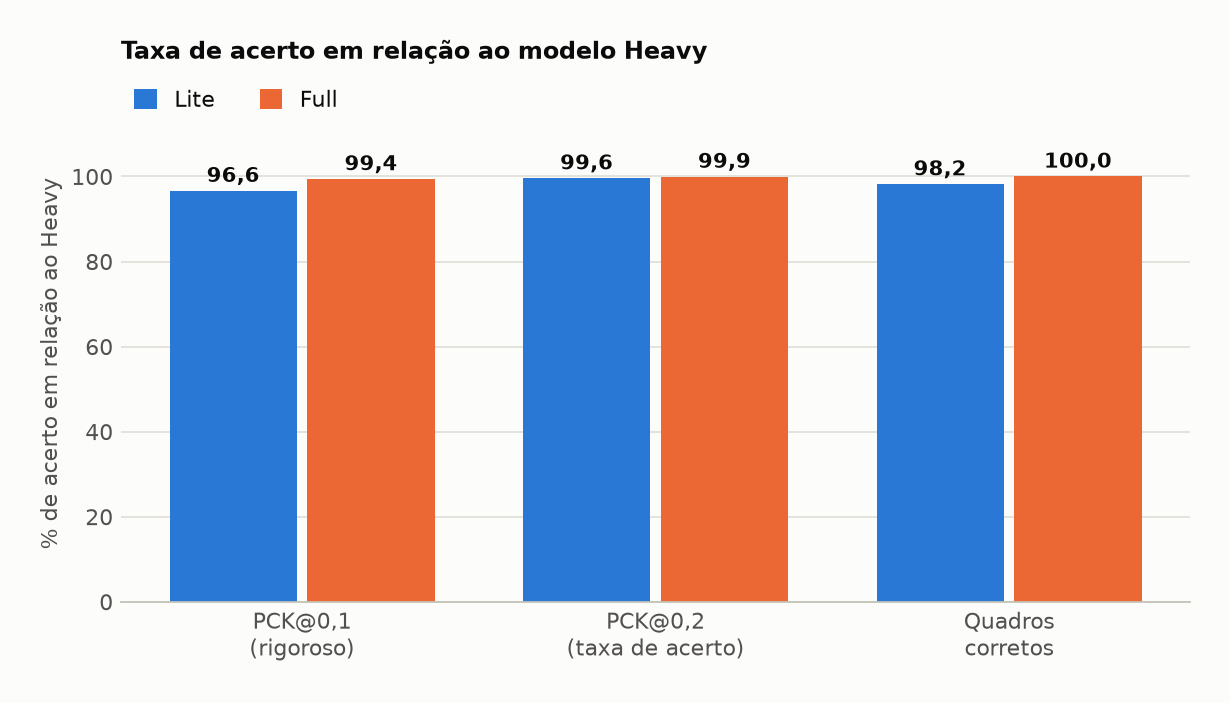 Taxa de acerto em relação ao modelo Heavy
Lite
Full
% de acerto em relação ao Heavy
100
80
60
40
20
0
96,6
99,4
99,6
99,9
98,2
100,0
PCK@0,1
(rigoroso)
PCK@0,2
(taxa de acerto)
Quadros
corretos